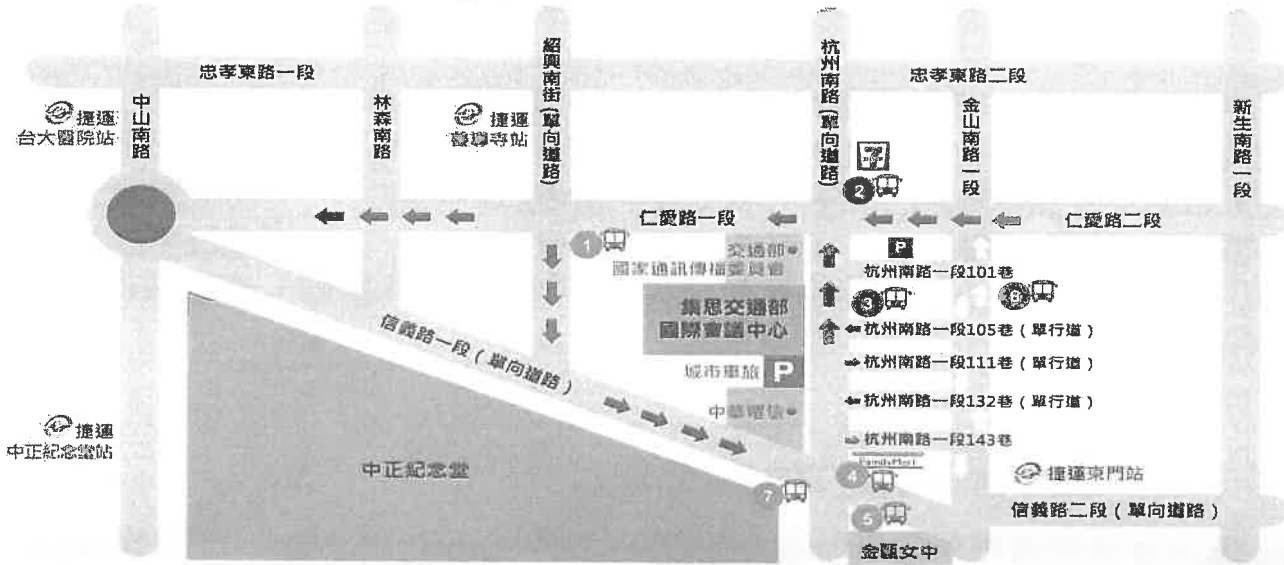 忠孝東路一段
忠孝東路二段
中山南路
林森南路
紹興南街(單向道路)
杭州南路(單向道路)
金山南路一段
新生南路一段
捷運
台大醫院站
捷運
善導寺站
7
2
仁愛路一段
仁愛路二段
1
交通部
國家通訊傳播委員會
P
杭州南路一段101巷
集思交通部
國際會議中心
3
杭州南路一段105巷(單行道)
杭州南路一段111巷(單行道)
城市車旅 P
杭州南路一段132巷(單行道)
中華電信
杭州南路一段143巷
信義路一段(單向道路)
捷運
中正紀念堂站
中正紀念堂
FamilyMart
4
捷運東門站
7
5
信義路二段(單向道路)
金甌女中